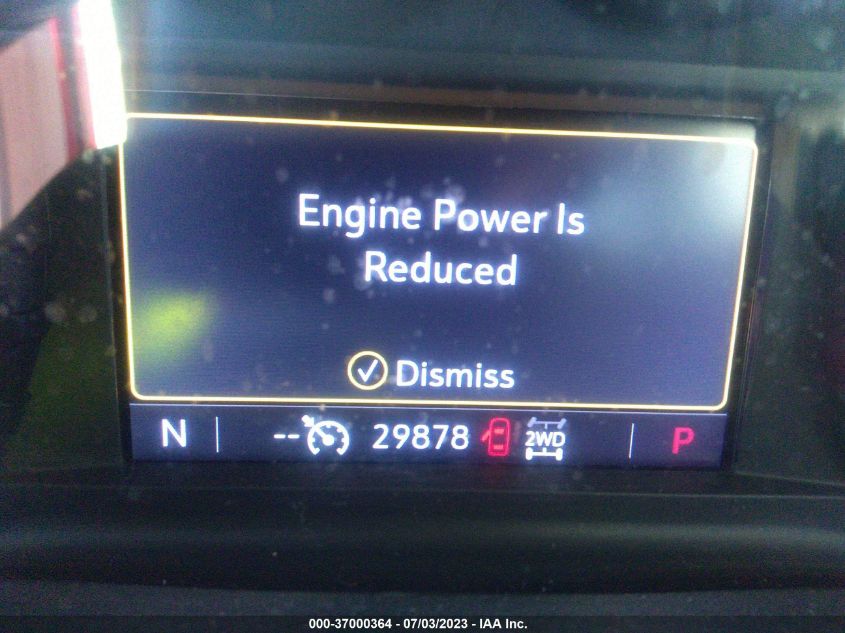 Engine Power Is
Reduced
Dismiss
N -- 29878 2WD P
000-37000364 - 07/03/2023 - IAA Inc.